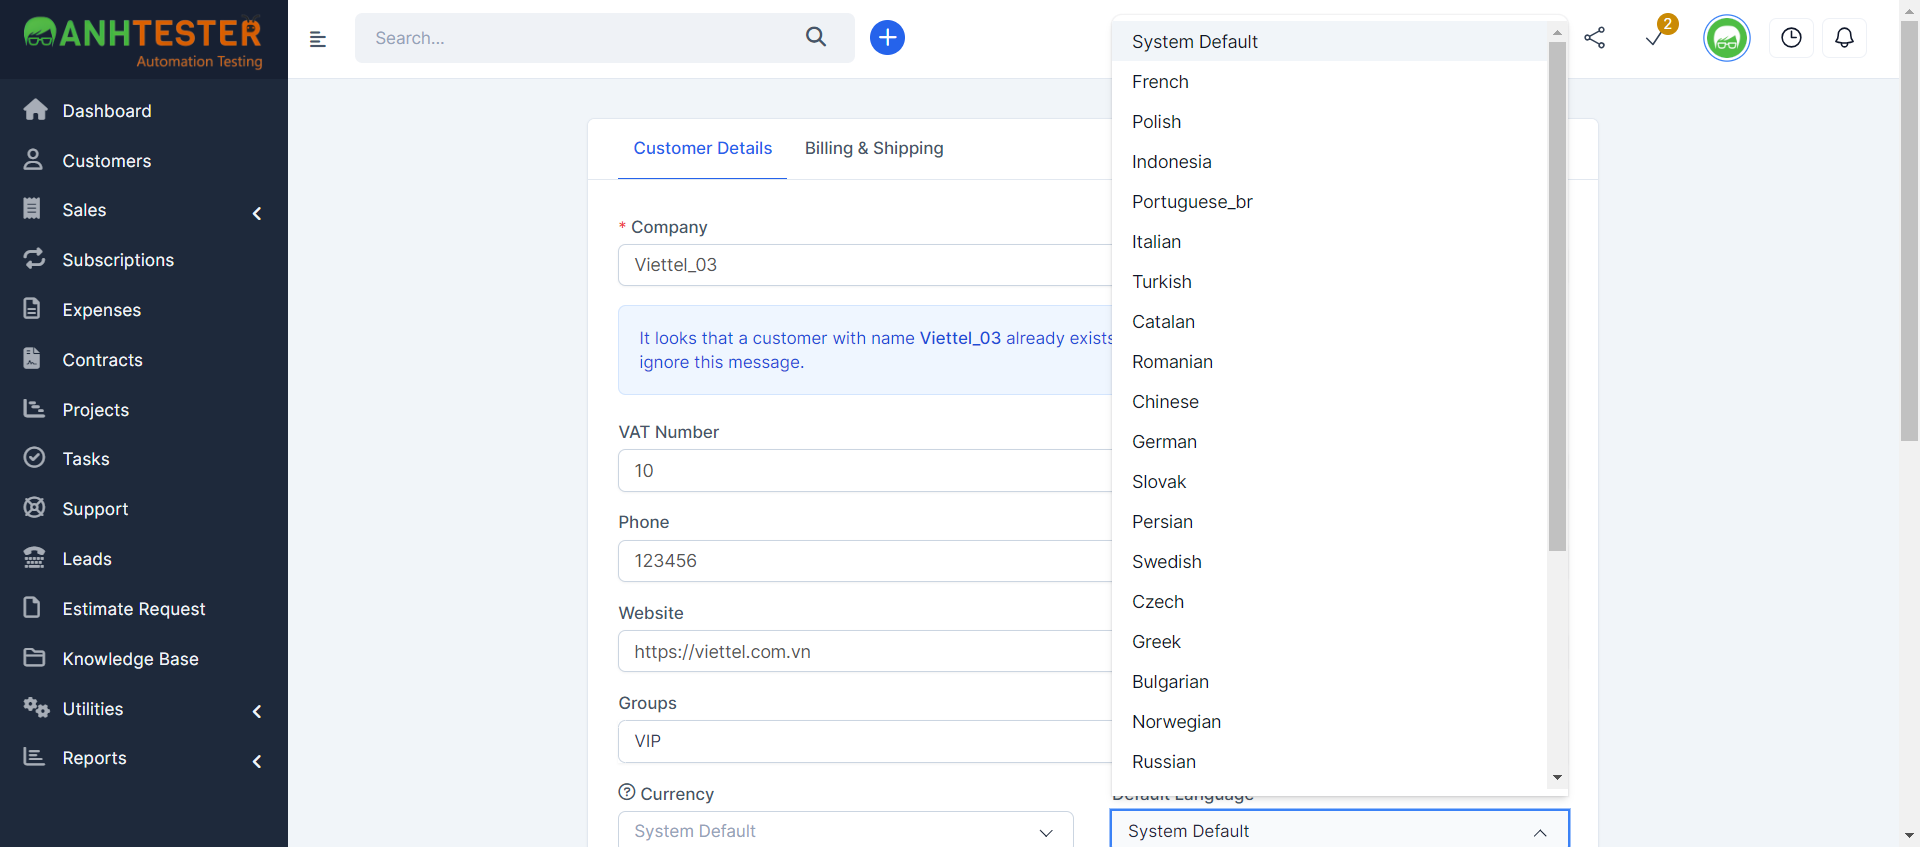 ANHTESTER
Automation Testing
Search...
2
Dashboard
Customers
Sales
Subscriptions
Expenses
Contracts
Projects
Tasks
Support
Leads
Estimate Request
Knowledge Base
Utilities
Reports
Customer Details
Billing & Shipping
* Company
Viettel_03
It looks that a customer with name Viettel_03 already exists
ignore this message.
VAT Number
10
Phone
123456
Website
https://viettel.com.vn
Groups
VIP
Currency
System Default
System Default
French
Polish
Indonesia
Portuguese_br
Italian
Turkish
Catalan
Romanian
Chinese
German
Slovak
Persian
Swedish
Czech
Greek
Bulgarian
Norwegian
Russian
Default Language
System Default